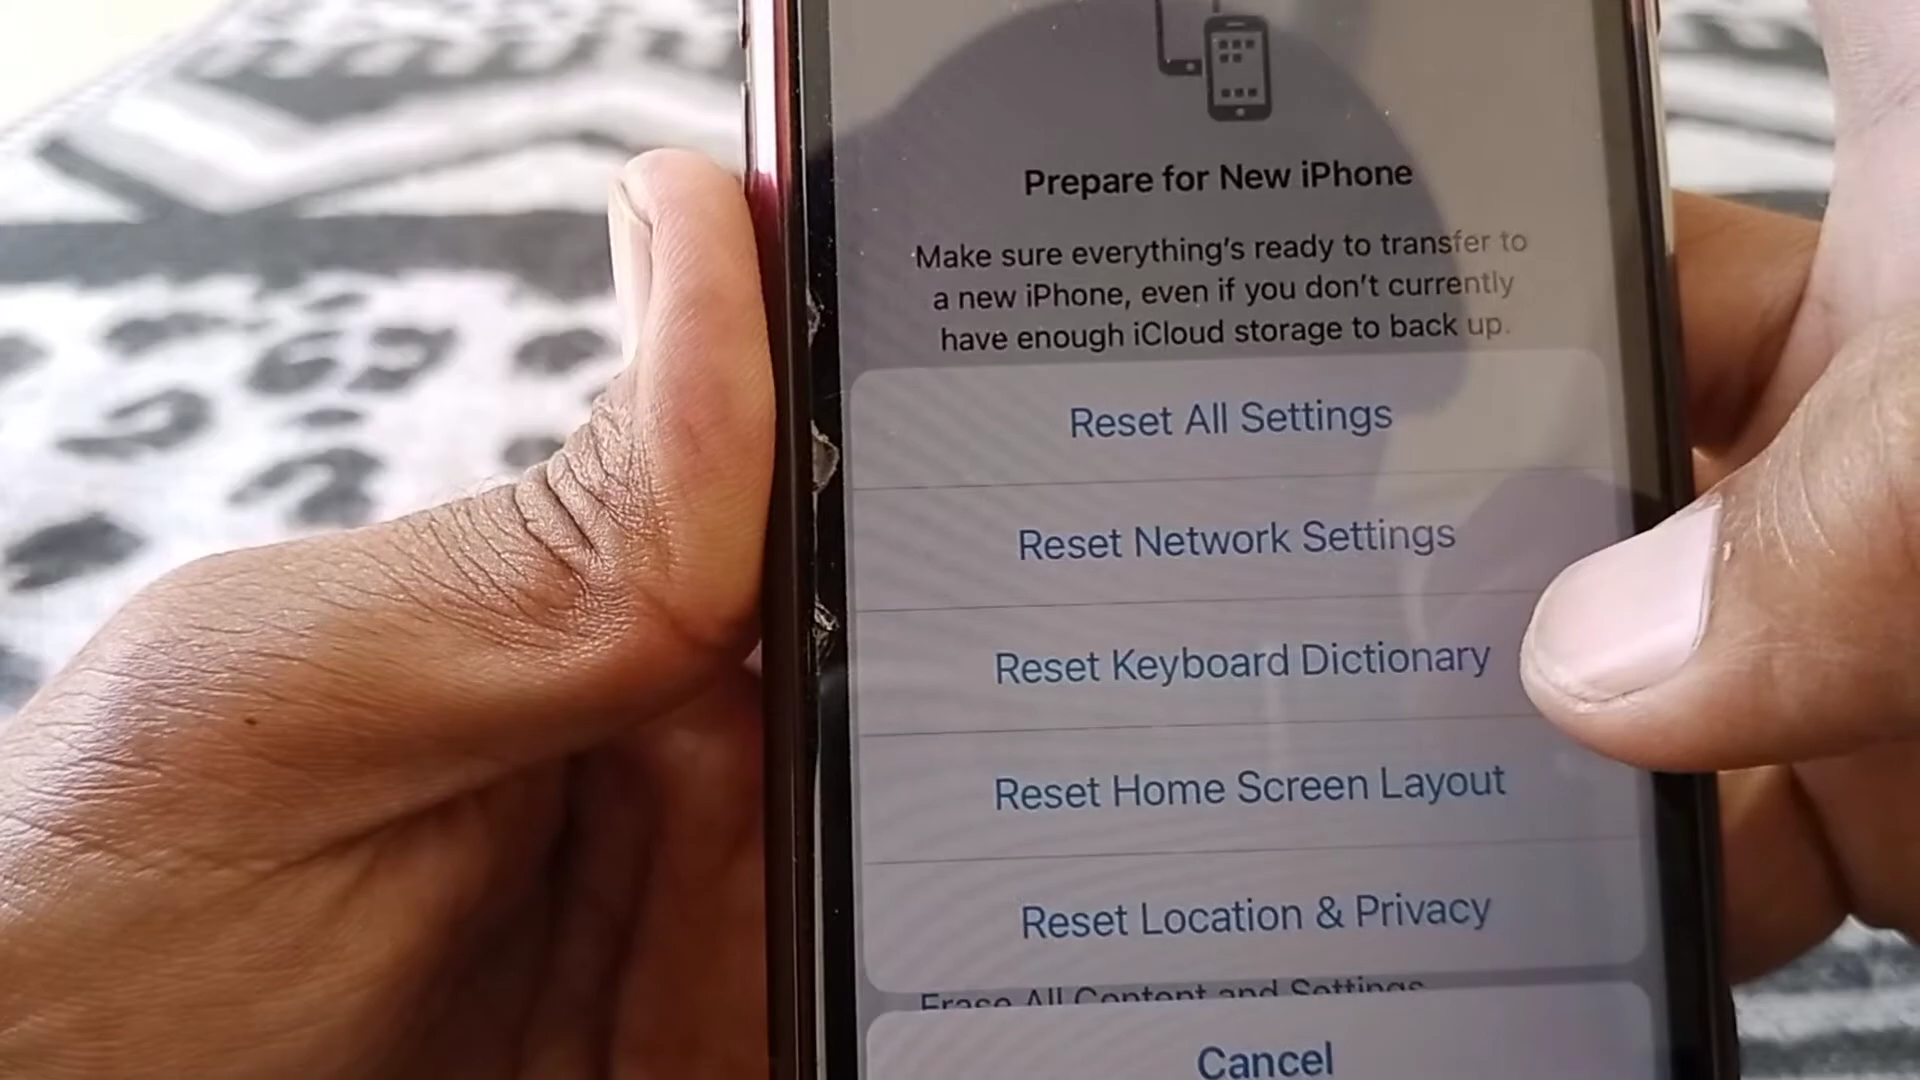 Prepare for New iPhone
Make sure everything's ready to transfer to
a new iPhone, even if you don't currently
have enough iCloud storage to back up.
Reset All Settings
Reset Network Settings
Reset Keyboard Dictionary
Reset Home Screen Layout
Reset Location & Privacy
Erase All Content and Settings
Cancel